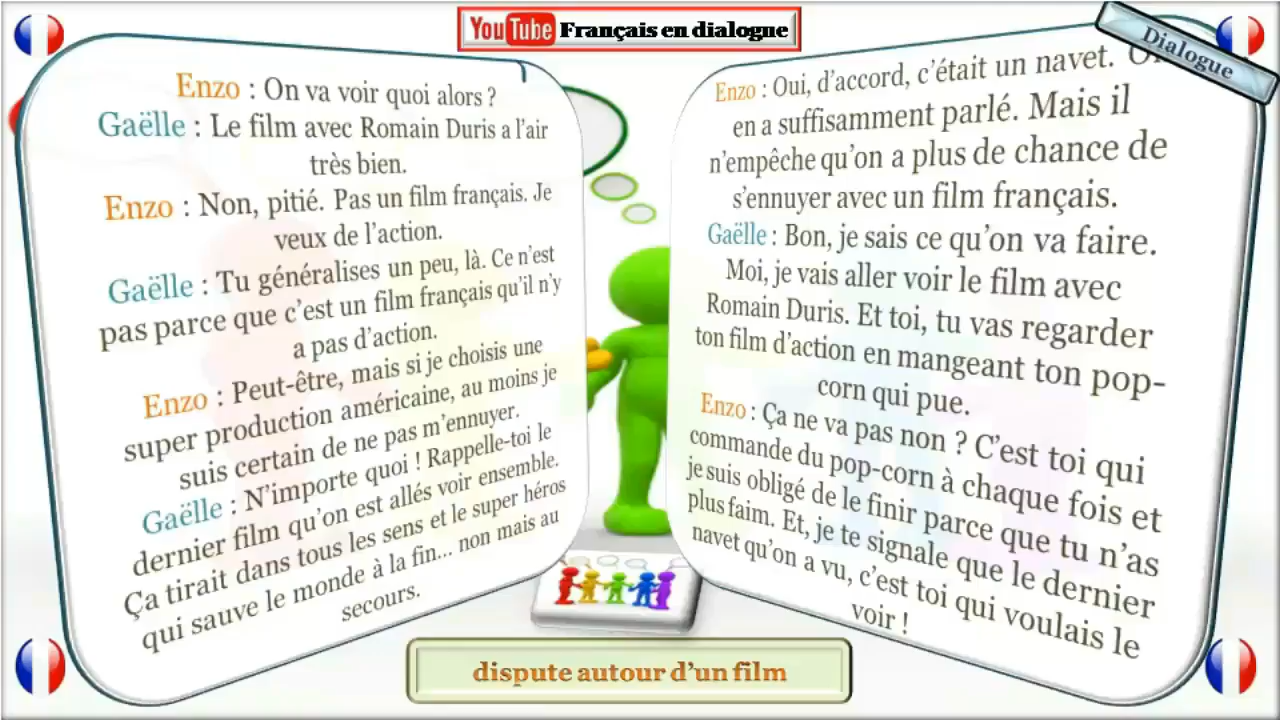 YouTube Français en dialogue
Dialogue
Enzo : On va voir quoi alors ?
Gaëlle : Le film avec Romain Duris a l'air
très bien.
Enzo : Non, pitié. Pas un film français. Je
veux de l'action.
Gaëlle : Tu généralises un peu, là. Ce n'est
pas parce que c'est un film français qu'il n'y
a pas d'action.
Enzo : Peut-être, mais si je choisis une
super production américaine, au moins je
suis certain de ne pas m'ennuyer.
Gaëlle : N'importe quoi ! Rappelle-toi le
dernier film qu'on est allés voir ensemble.
Ça tirait dans tous les sens et le super héros
qui sauve le monde à la fin... non mais au
secours.
Enzo : Oui, d'accord, c'était un navet.
en a suffisamment parlé. Mais il
n'empêche qu'on a plus de chance de
s'ennuyer avec un film français.
Gaëlle : Bon, je sais ce qu'on va faire.
Moi, je vais aller voir le film avec
Romain Duris. Et toi, tu vas regarder
ton film d'action en mangeant ton pop-
corn qui pue.
Enzo : Ça ne va pas non ? C'est toi qui
commande du pop-corn à chaque fois et
je suis obligé de le finir parce que tu n'as
plus faim. Et, je te signale que le dernier
navet qu'on a vu, c'est toi qui voulais le
voir !
dispute autour d'un film